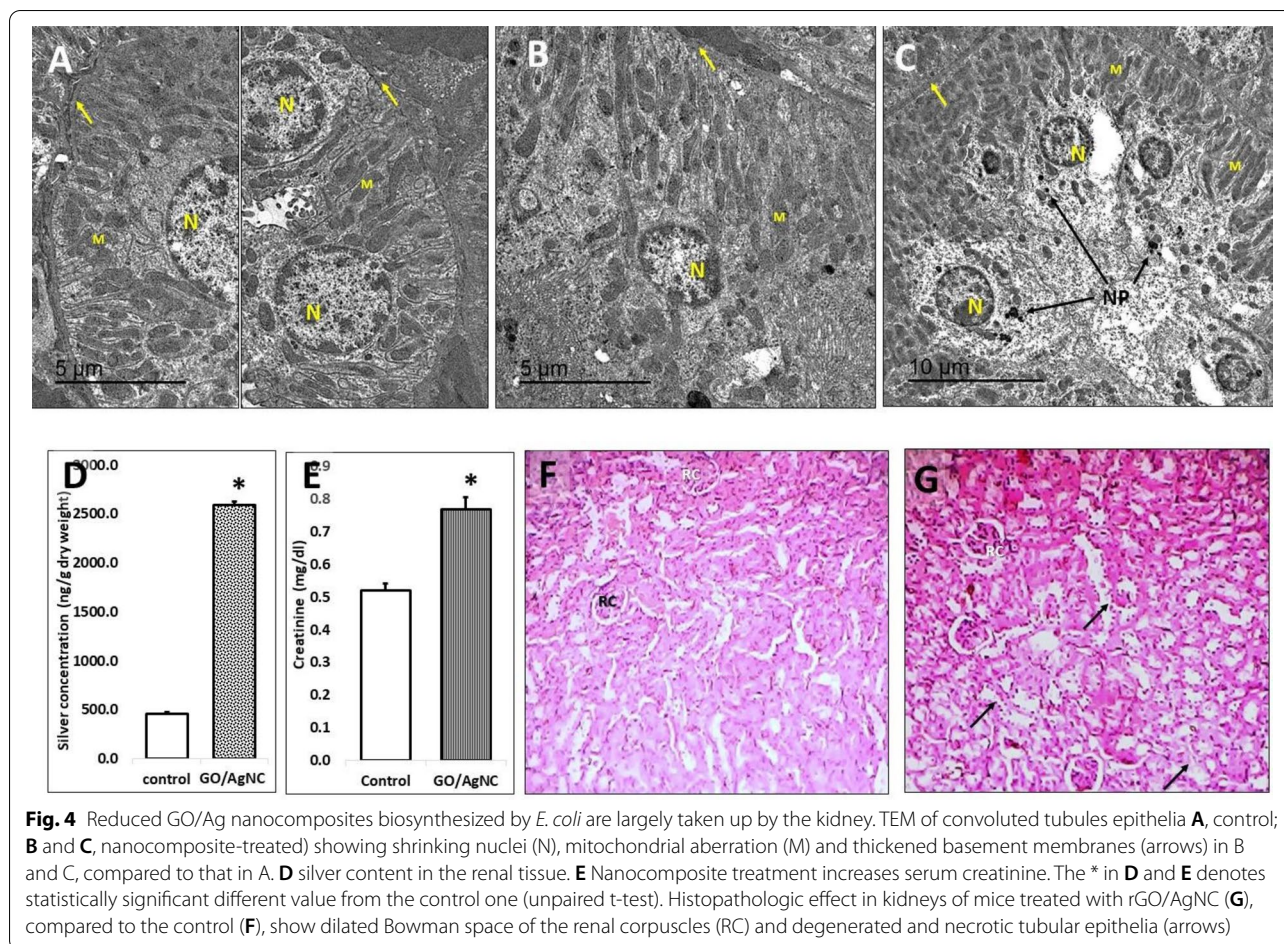 A
N
M
N
M
N
5 µm
B
N
M
5 µm
C
M
N
M
NP
N
10 µm
D
Silver concentration (ng/g dry weight)
3000.0
2500.0
2000.0
1500.0
1000.0
500.0
0.0
*
control GO/AgNC
E
Creatinine (mg/dl)
0.9
0.8
0.7
0.6
0.5
0.4
0.3
0.2
0.1
0.0
*
Control GO/AgNC
F
RC
RC
G
RC
Fig. 4 Reduced GO/Ag nanocomposites biosynthesized by E. coli are largely taken up by the kidney. TEM of convoluted tubules epithelia A, control;
B and C, nanocomposite-treated) showing shrinking nuclei (N), mitochondrial aberration (M) and thickened basement membranes (arrows) in B
and C, compared to that in A. D silver content in the renal tissue. E Nanocomposite treatment increases serum creatinine. The * in D and E denotes
statistically significant different value from the control one (unpaired t-test). Histopathologic effect in kidneys of mice treated with rGO/AgNC (G),
compared to the control (F), show dilated Bowman space of the renal corpuscles (RC) and degenerated and necrotic tubular epithelia (arrows)